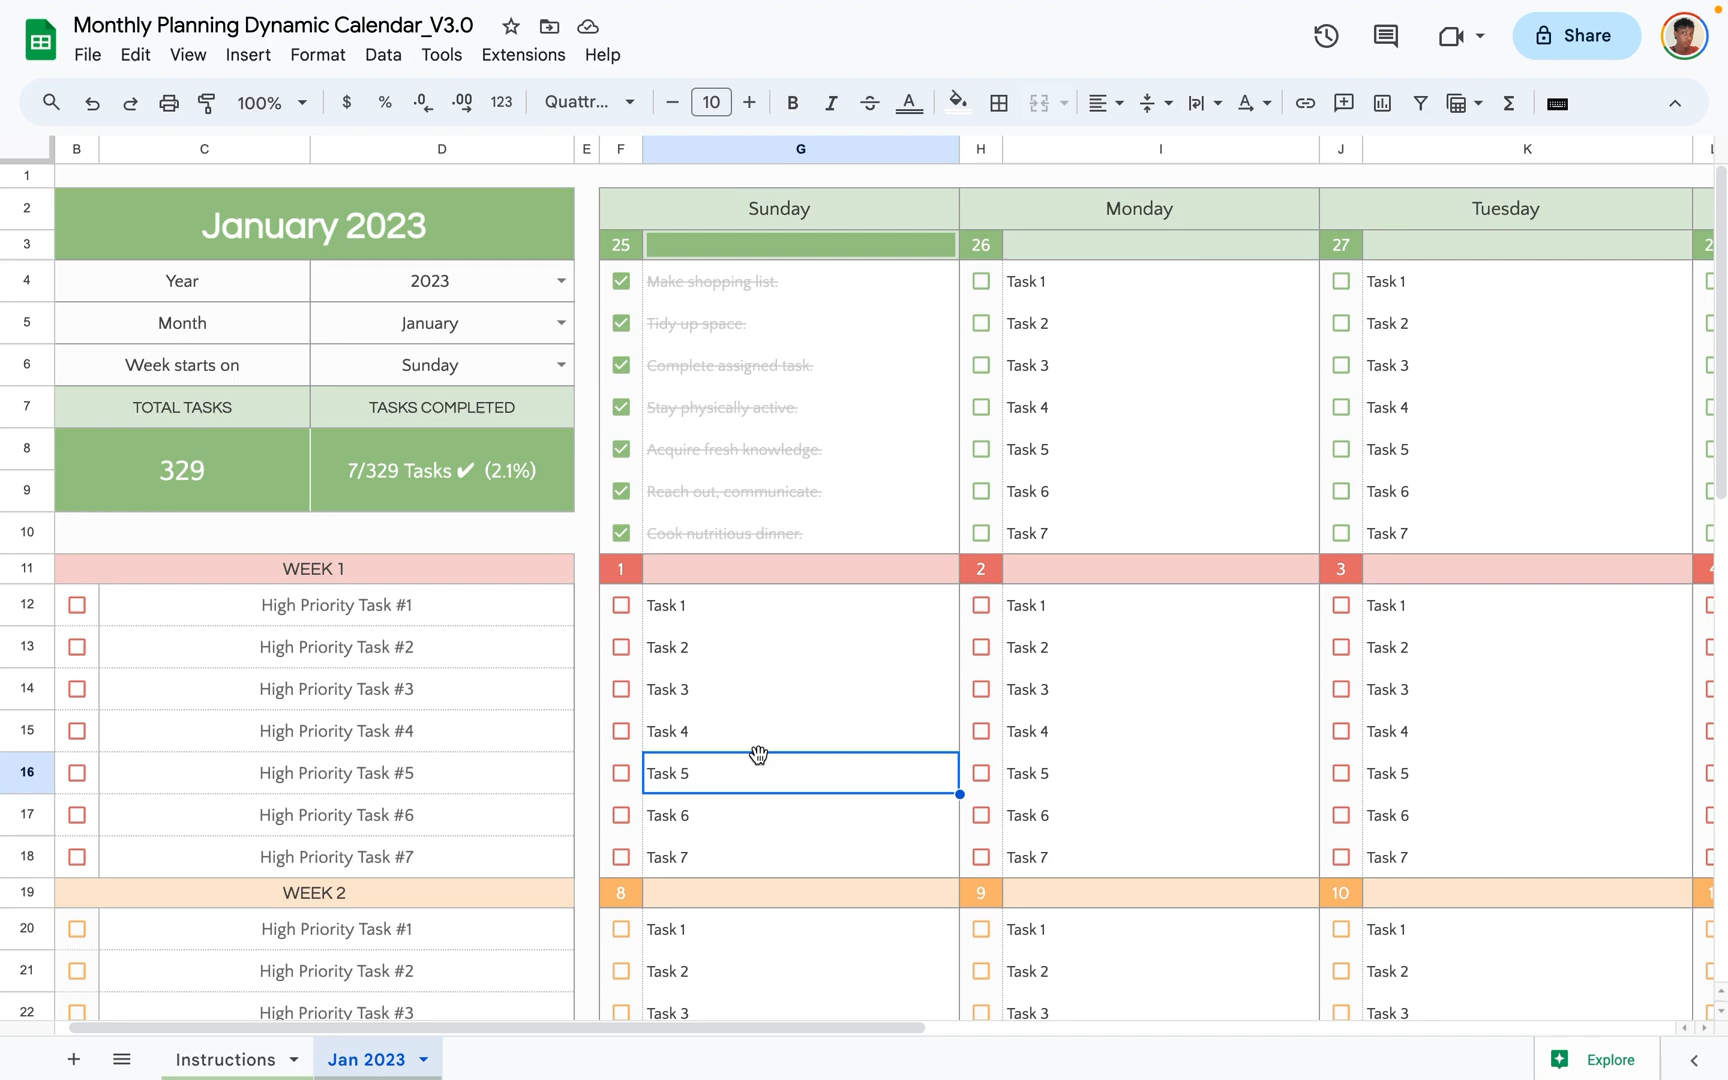 Monthly Planning Dynamic Calendar_V3.0
File Edit View Insert Format Data Tools Extensions Help
Share
100% $ % .0 .00 123 Quattr... 10 B I S A
B C D E F G H I J K
1
2 January 2023 Sunday Monday Tuesday
3 25 26 27
4 Year 2023 Make shopping list. Task 1 Task 1
5 Month January Tidy up space. Task 2 Task 2
6 Week starts on Sunday Complete assigned task. Task 3 Task 3
7 TOTAL TASKS TASKS COMPLETED Stay physically active. Task 4 Task 4
8 329 7/329 Tasks ✔ (2.1%) Acquire fresh knowledge. Task 5 Task 5
9 Reach out, communicate. Task 6 Task 6
10 Cook nutritious dinner. Task 7 Task 7
11 WEEK 1 1 2 3
12 High Priority Task #1 Task 1 Task 1 Task 1
13 High Priority Task #2 Task 2 Task 2 Task 2
14 High Priority Task #3 Task 3 Task 3 Task 3
15 High Priority Task #4 Task 4 Task 4 Task 4
16 High Priority Task #5 Task 5 Task 5 Task 5
17 High Priority Task #6 Task 6 Task 6 Task 6
18 High Priority Task #7 Task 7 Task 7 Task 7
19 WEEK 2 8 9 10
20 High Priority Task #1 Task 1 Task 1 Task 1
21 High Priority Task #2 Task 2 Task 2 Task 2
22 High Priority Task #3 Task 3 Task 3 Task 3
Instructions Jan 2023 Explore